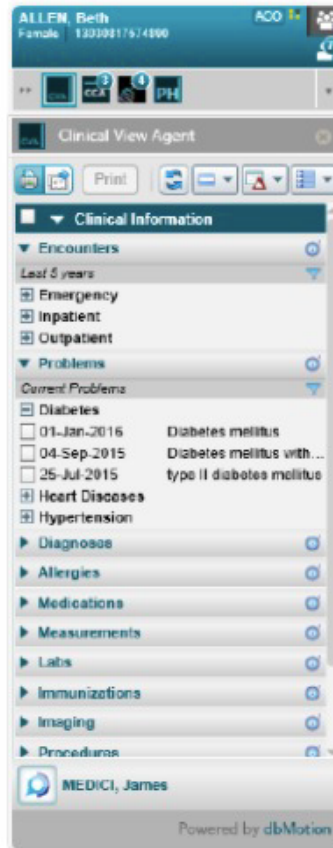 ALLEN, Beth
ACO
Female 13030817674890
3
4
CVA
CCA
PH
Clinical View Agent
Print
Clinical Information
Encounters
Last 5 years
Emergency
Inpatient
Outpatient
Problems
Current Problems
Diabetes
01-Jan-2016 Diabetes mellitus
04-Sep-2015 Diabetes mellitus with...
25-Jul-2015 type II diabetes mellitus
Heart Diseases
Hypertension
Diagnoses
Allergies
Medications
Measurements
Labs
Immunizations
Imaging
Procedures
MEDICI, James
Powered by dbMotion